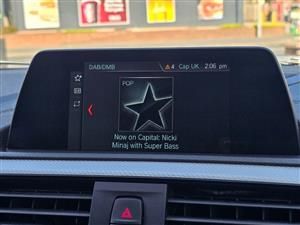 DAB/DMB
4
Cap UK
2:06 pm
POP
Now on Capital: Nicki
Minaj with Super Bass